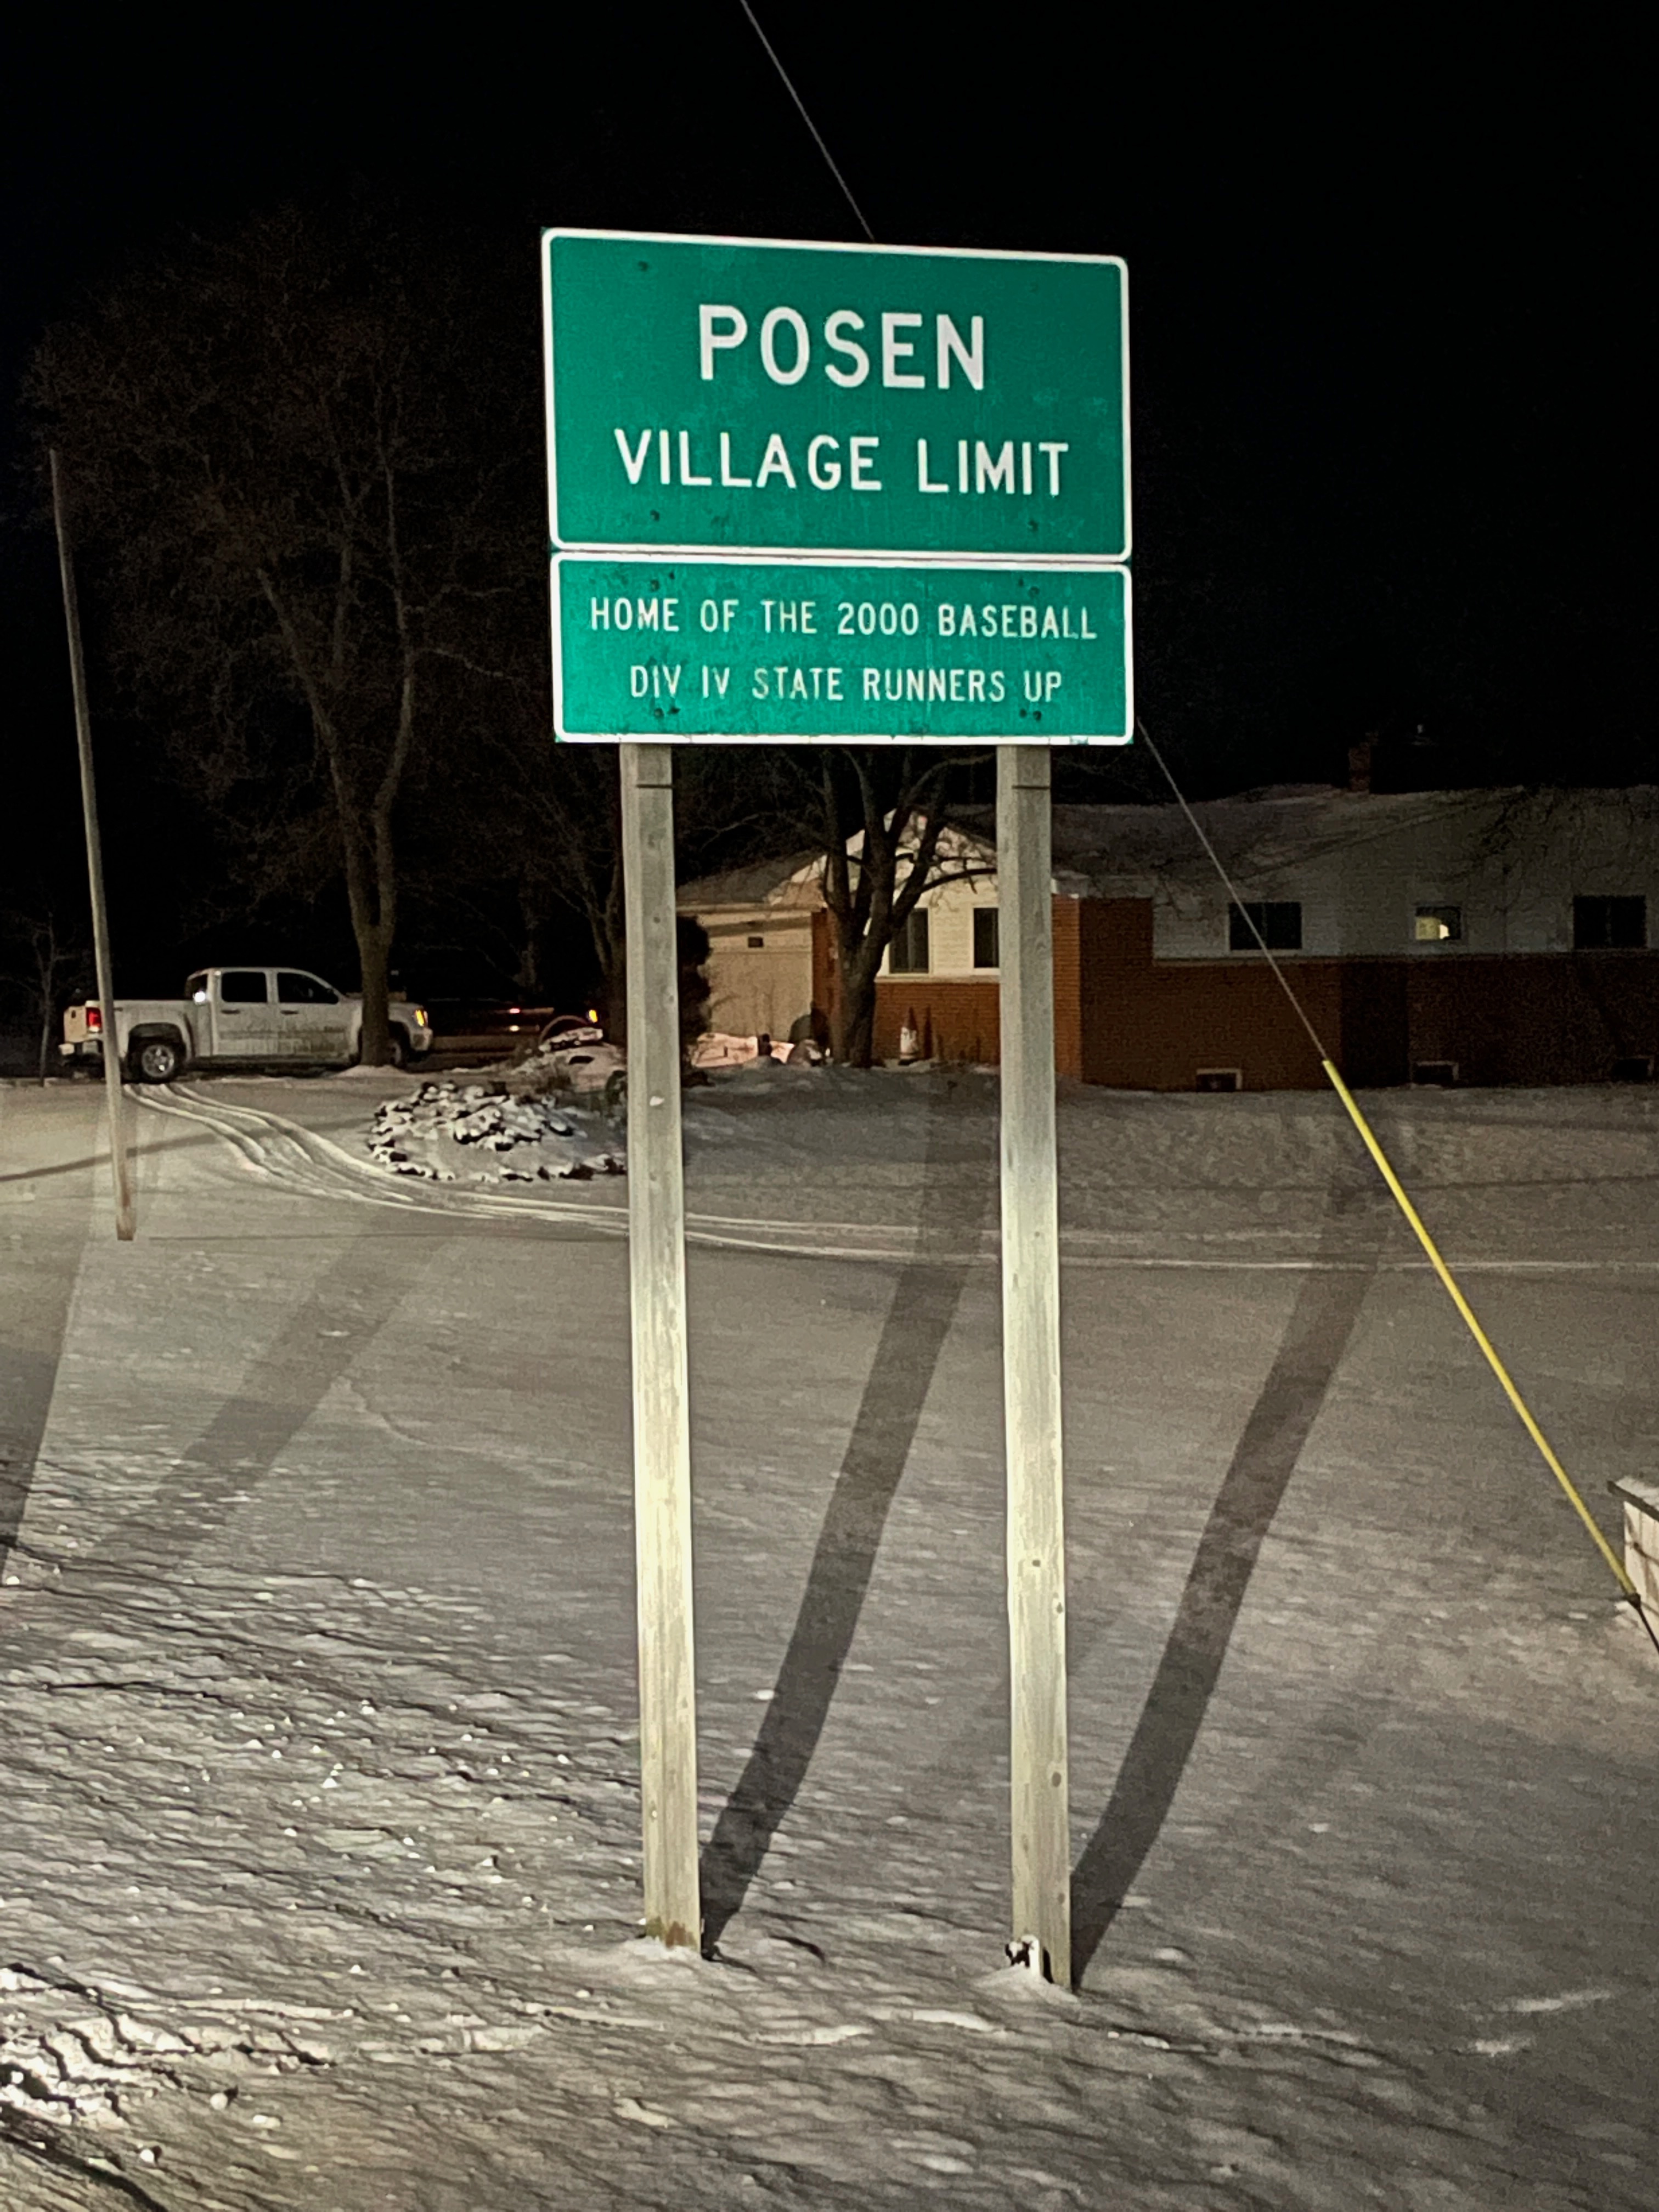 POSEN
VILLAGE LIMIT
HOME OF THE 2000 BASEBALL
DIV IV STATE RUNNERS UP